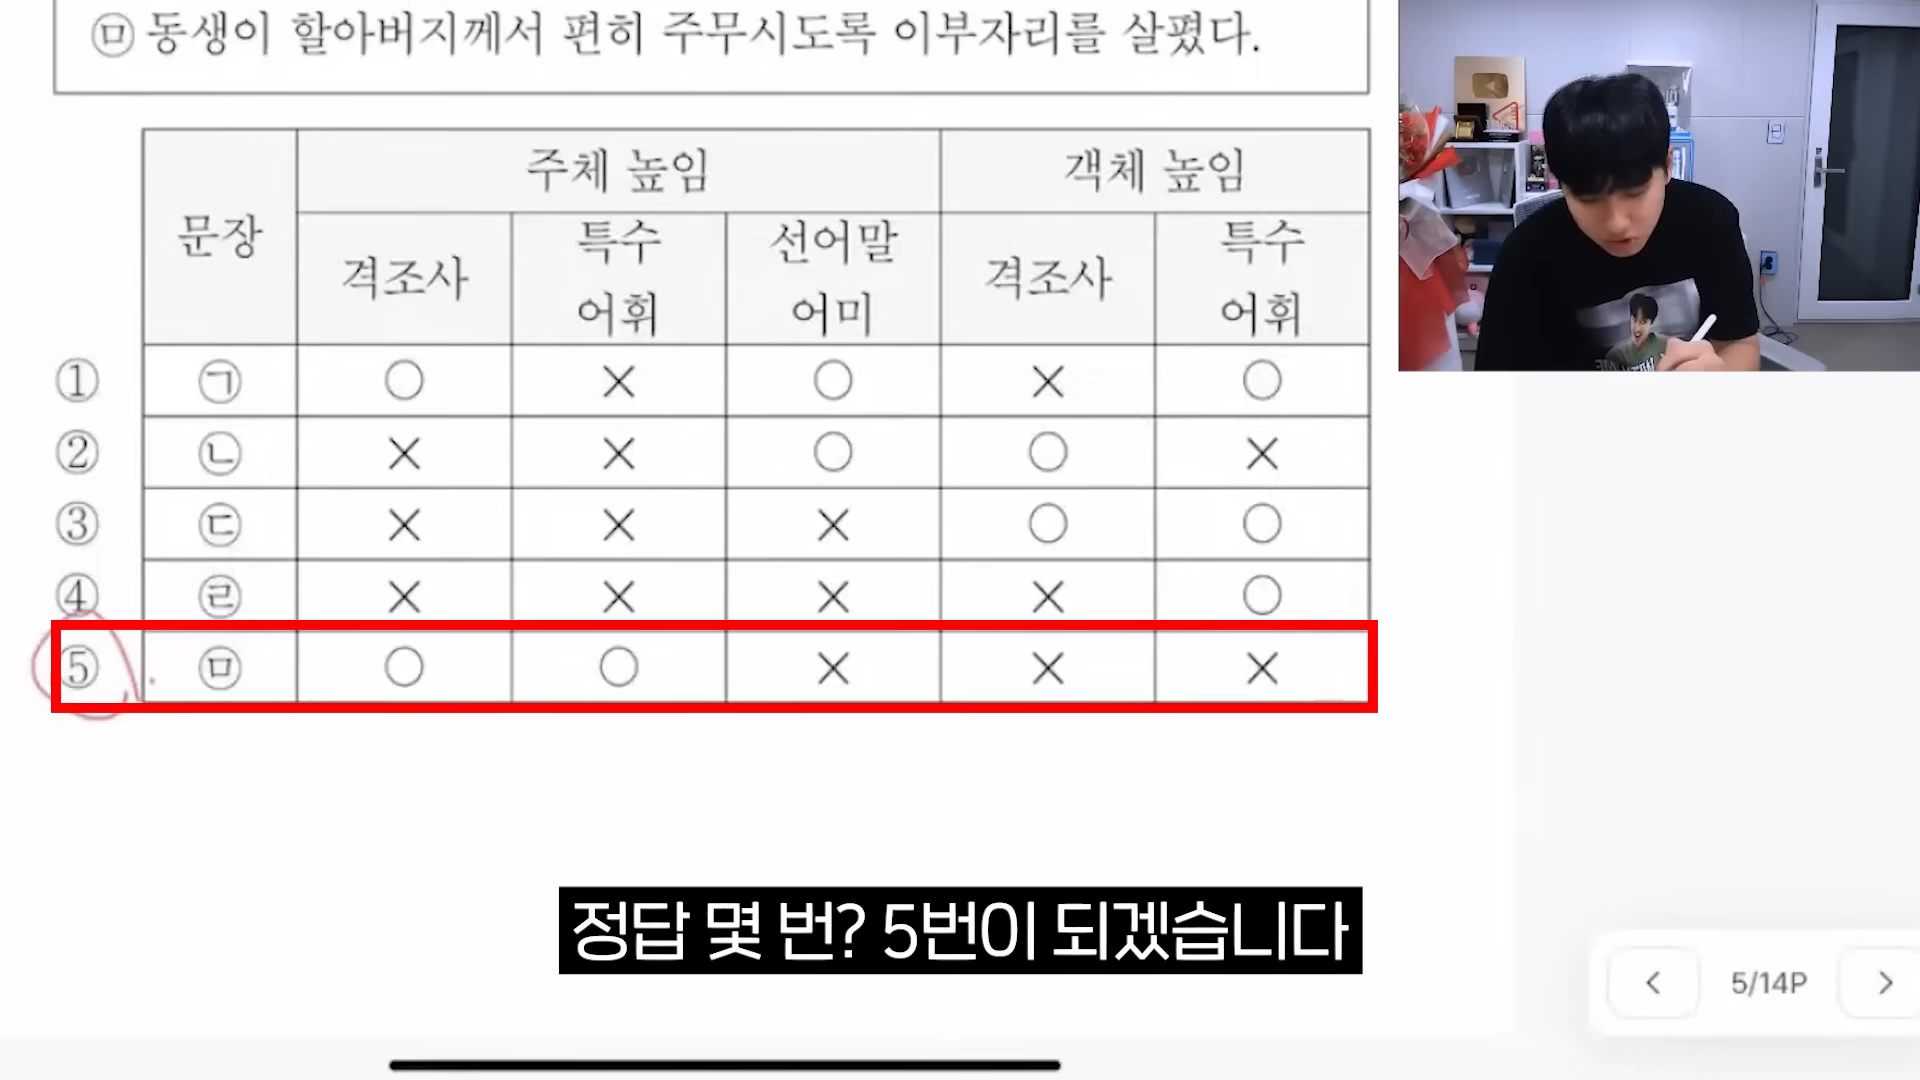 ㉤ 동생이 할아버지께서 편히 주무시도록 이부자리를 살폈다.
문장 주체 높임 객체 높임
격조사 특수 어휘 선어말 어미 격조사 특수 어휘
① ㉠ ○ × ○ × ○
② ㉡ × × ○ ○ ×
③ ㉢ × × × ○ ○
④ ㉣ × × × × ○
⑤ ㉤ ○ ○ × × ×
정답 몇 번? 5번이 되겠습니다
5/14P